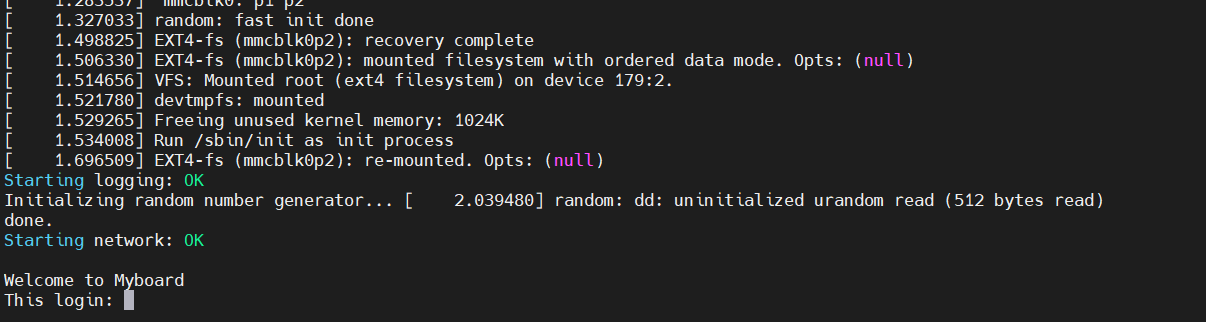 [    1.283557]  mmcblk0: p1 p2
[    1.327033] random: fast init done
[    1.498825] EXT4-fs (mmcblk0p2): recovery complete
[    1.506330] EXT4-fs (mmcblk0p2): mounted filesystem with ordered data mode. Opts: (null)
[    1.514656] VFS: Mounted root (ext4 filesystem) on device 179:2.
[    1.521780] devtmpfs: mounted
[    1.529265] Freeing unused kernel memory: 1024K
[    1.534008] Run /sbin/init as init process
[    1.696509] EXT4-fs (mmcblk0p2): re-mounted. Opts: (null)
Starting logging: OK
Initializing random number generator... [    2.039480] random: dd: uninitialized urandom read (512 bytes read)
done.
Starting network: OK
Welcome to Myboard
This login: